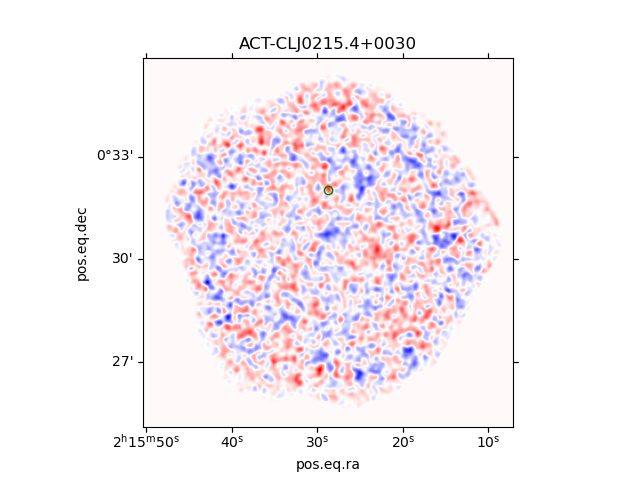 ACT-CLJ0215.4+0030
pos.eq.dec
0°33'
30'
27'
2ʰ15ᵐ50ˢ 40ˢ 30ˢ 20ˢ 10ˢ
pos.eq.ra